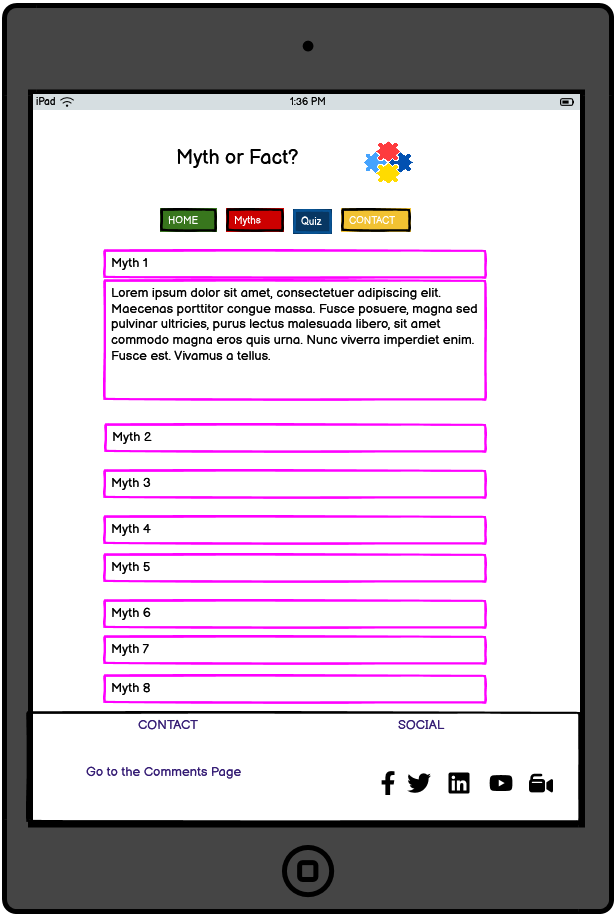 iPad 1:36 PM
Myth or Fact?
HOME Myths Quiz CONTACT
Myth 1
Lorem ipsum dolor sit amet, consectetuer adipiscing elit.
Maecenas porttitor congue massa. Fusce posuere, magna sed
pulvinar ultricies, purus lectus malesuada libero, sit amet
commodo magna eros quis urna. Nunc viverra imperdiet enim.
Fusce est. Vivamus a tellus.
Myth 2
Myth 3
Myth 4
Myth 5
Myth 6
Myth 7
Myth 8
CONTACT SOCIAL
Go to the Comments Page